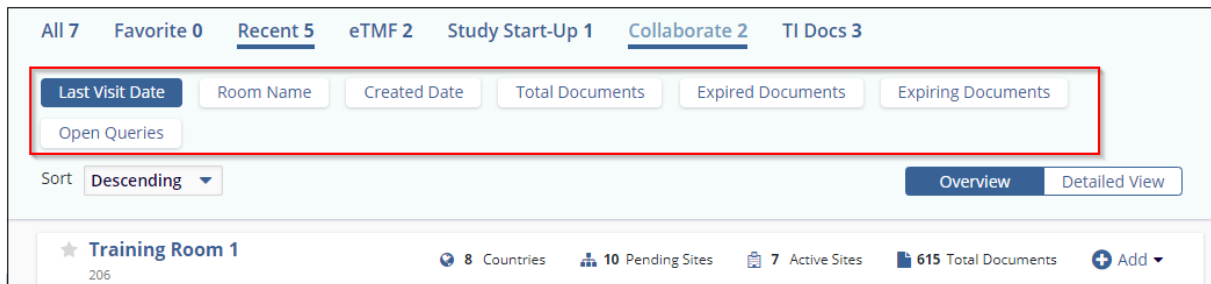 All 7 Favorite 0 Recent 5 eTMF 2 Study Start-Up 1 Collaborate 2 TI Docs 3
Last Visit Date Room Name Created Date Total Documents Expired Documents Expiring Documents
Open Queries
Sort Descending Overview Detailed View
Training Room 1 8 Countries 10 Pending Sites 7 Active Sites 615 Total Documents Add
206